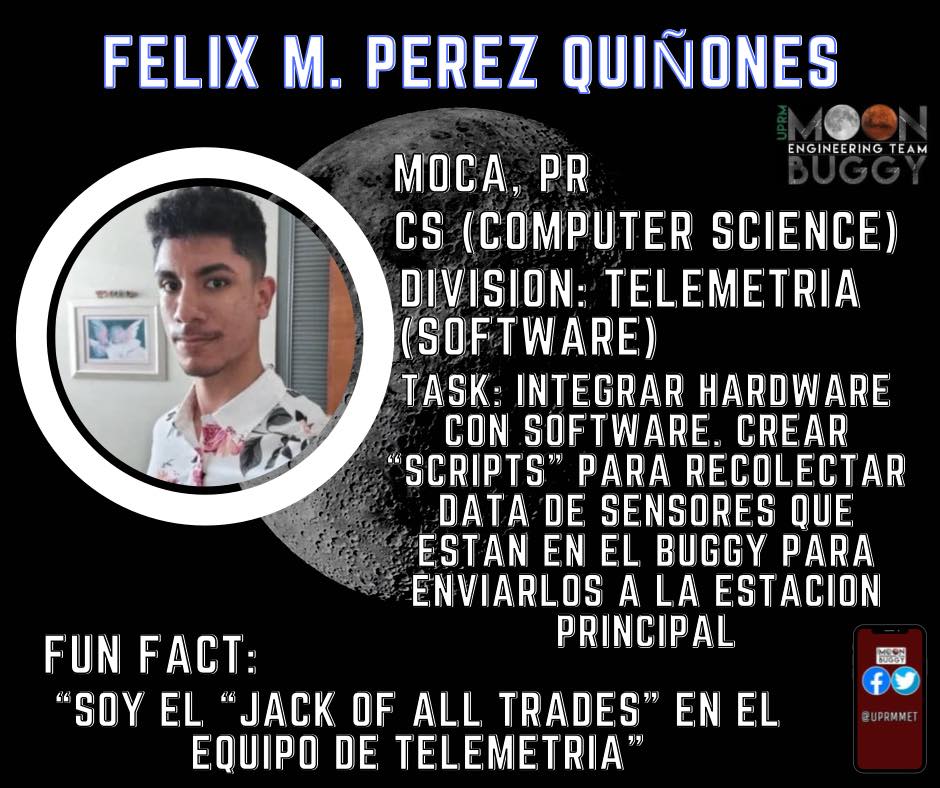 FELIX M. PEREZ QUIÑONES
UPRM
MOON
ENGINEERING TEAM
BUGGY
MOCA, PR
CS (COMPUTER SCIENCE)
DIVISION: TELEMETRIA
(SOFTWARE)
TASK: INTEGRAR HARDWARE
CON SOFTWARE. CREAR
“SCRIPTS” PARA RECOLECTAR
DATA DE SENSORES QUE
ESTAN EN EL BUGGY PARA
ENVIARLOS A LA ESTACION
PRINCIPAL
FUN FACT:
“SOY EL “JACK OF ALL TRADES” EN EL
EQUIPO DE TELEMETRIA”
MOON
BUGGY
@UPRMMET